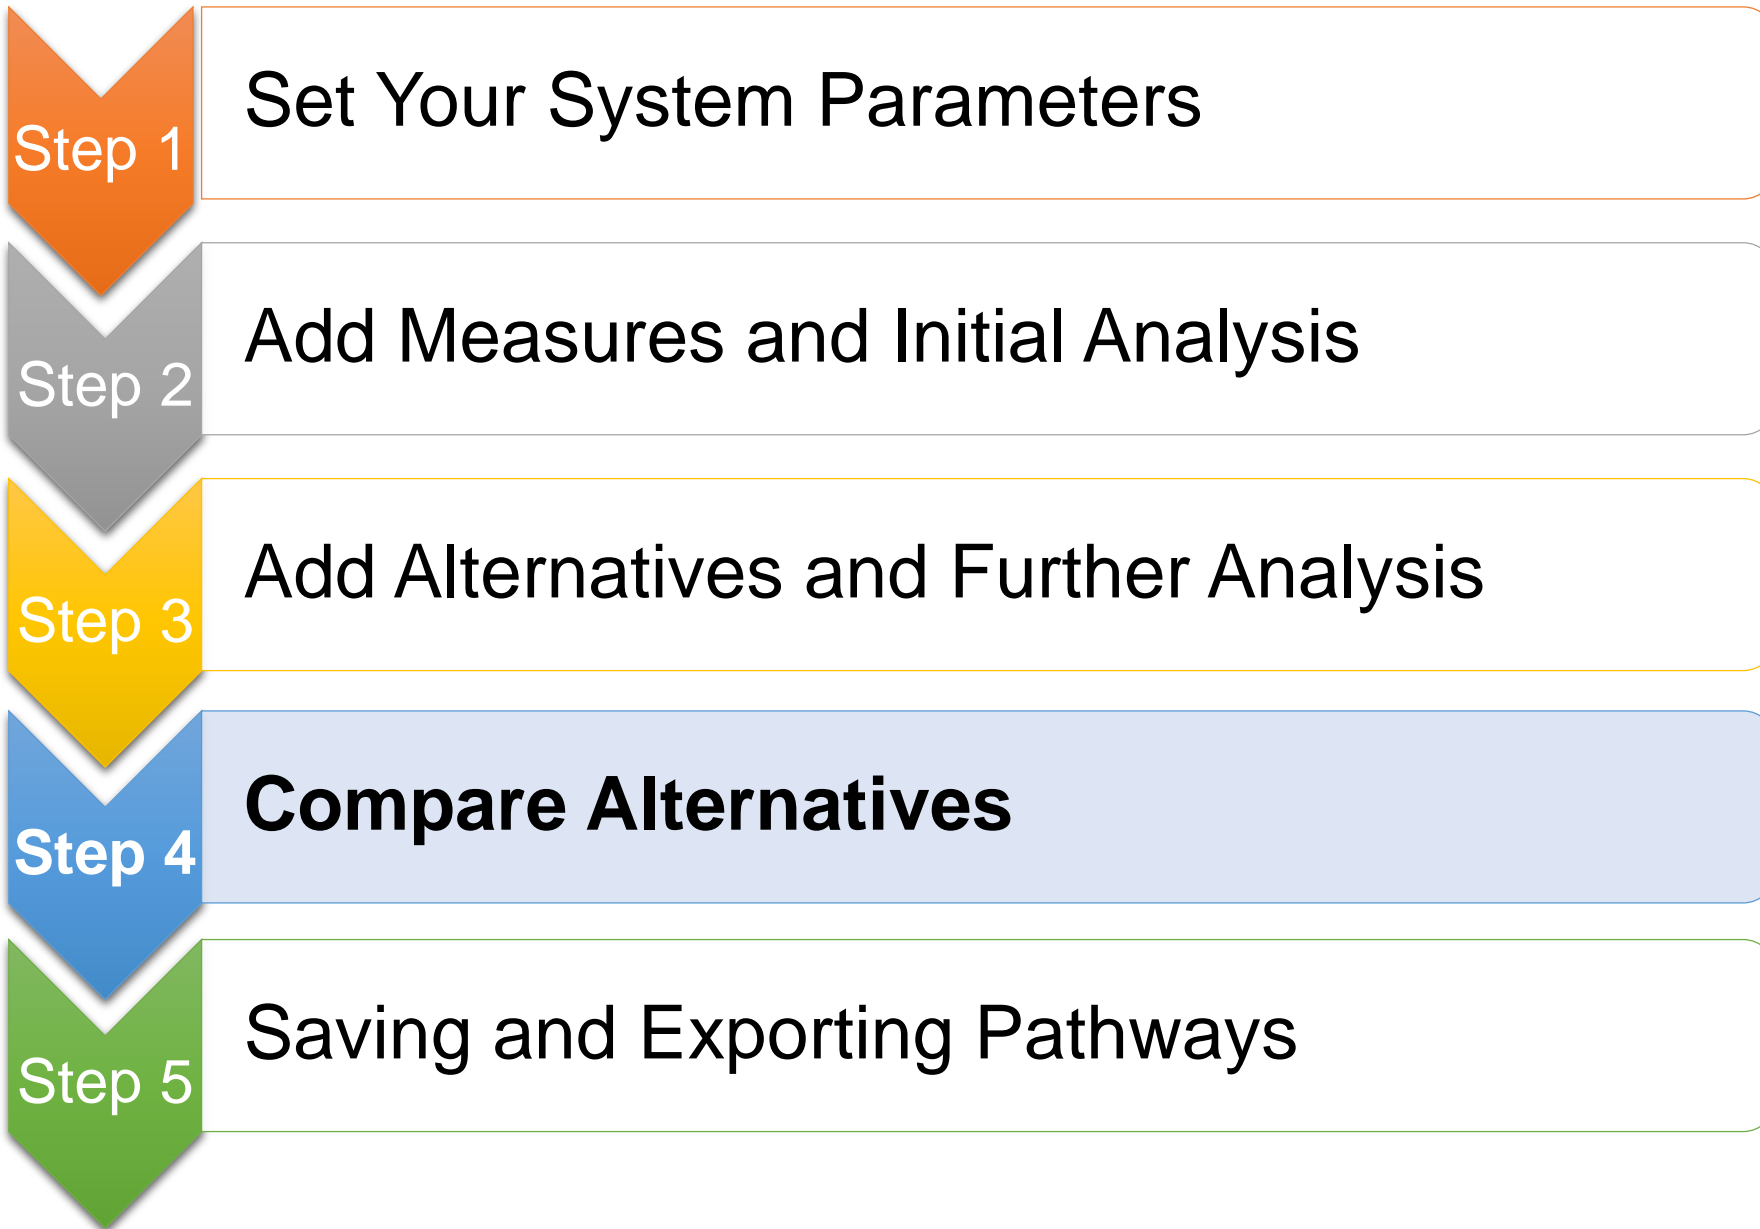 Step 1
Set Your System Parameters
Step 2
Add Measures and Initial Analysis
Step 3
Add Alternatives and Further Analysis
Step 4
Compare Alternatives
Step 5
Saving and Exporting Pathways